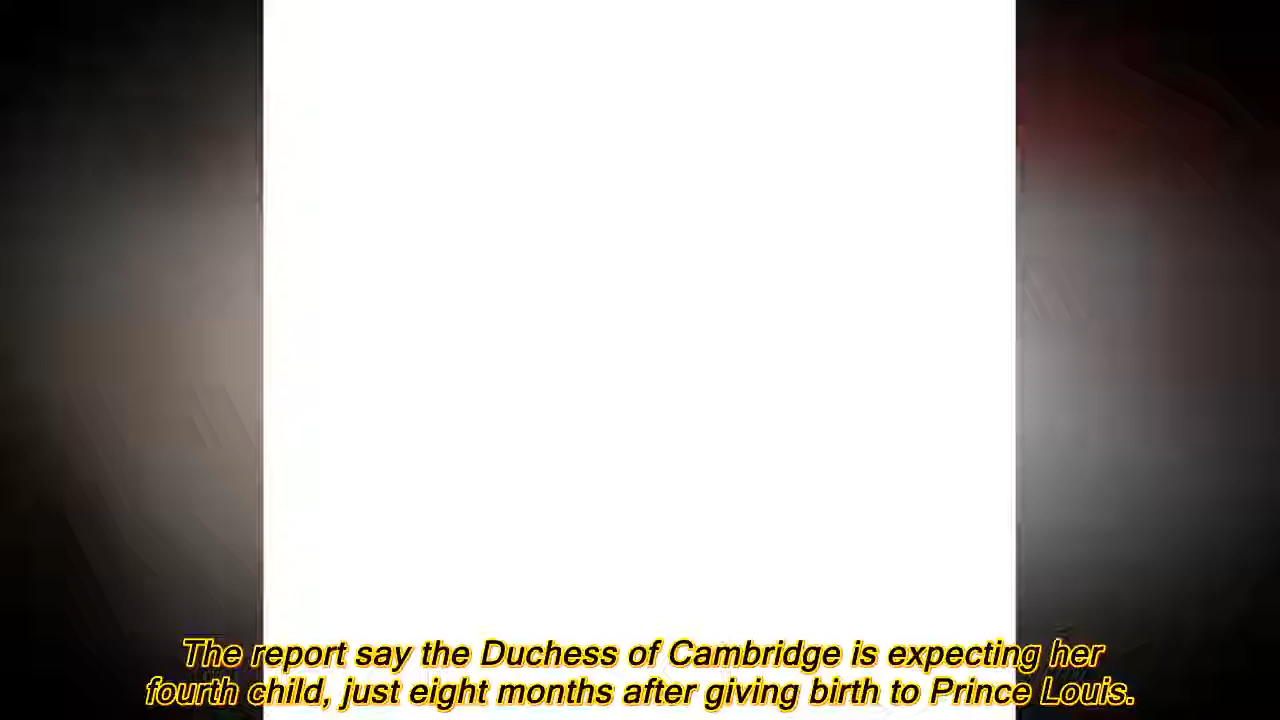 The report say the Duchess of Cambridge is expecting her
fourth child, just eight months after giving birth to Prince Louis.